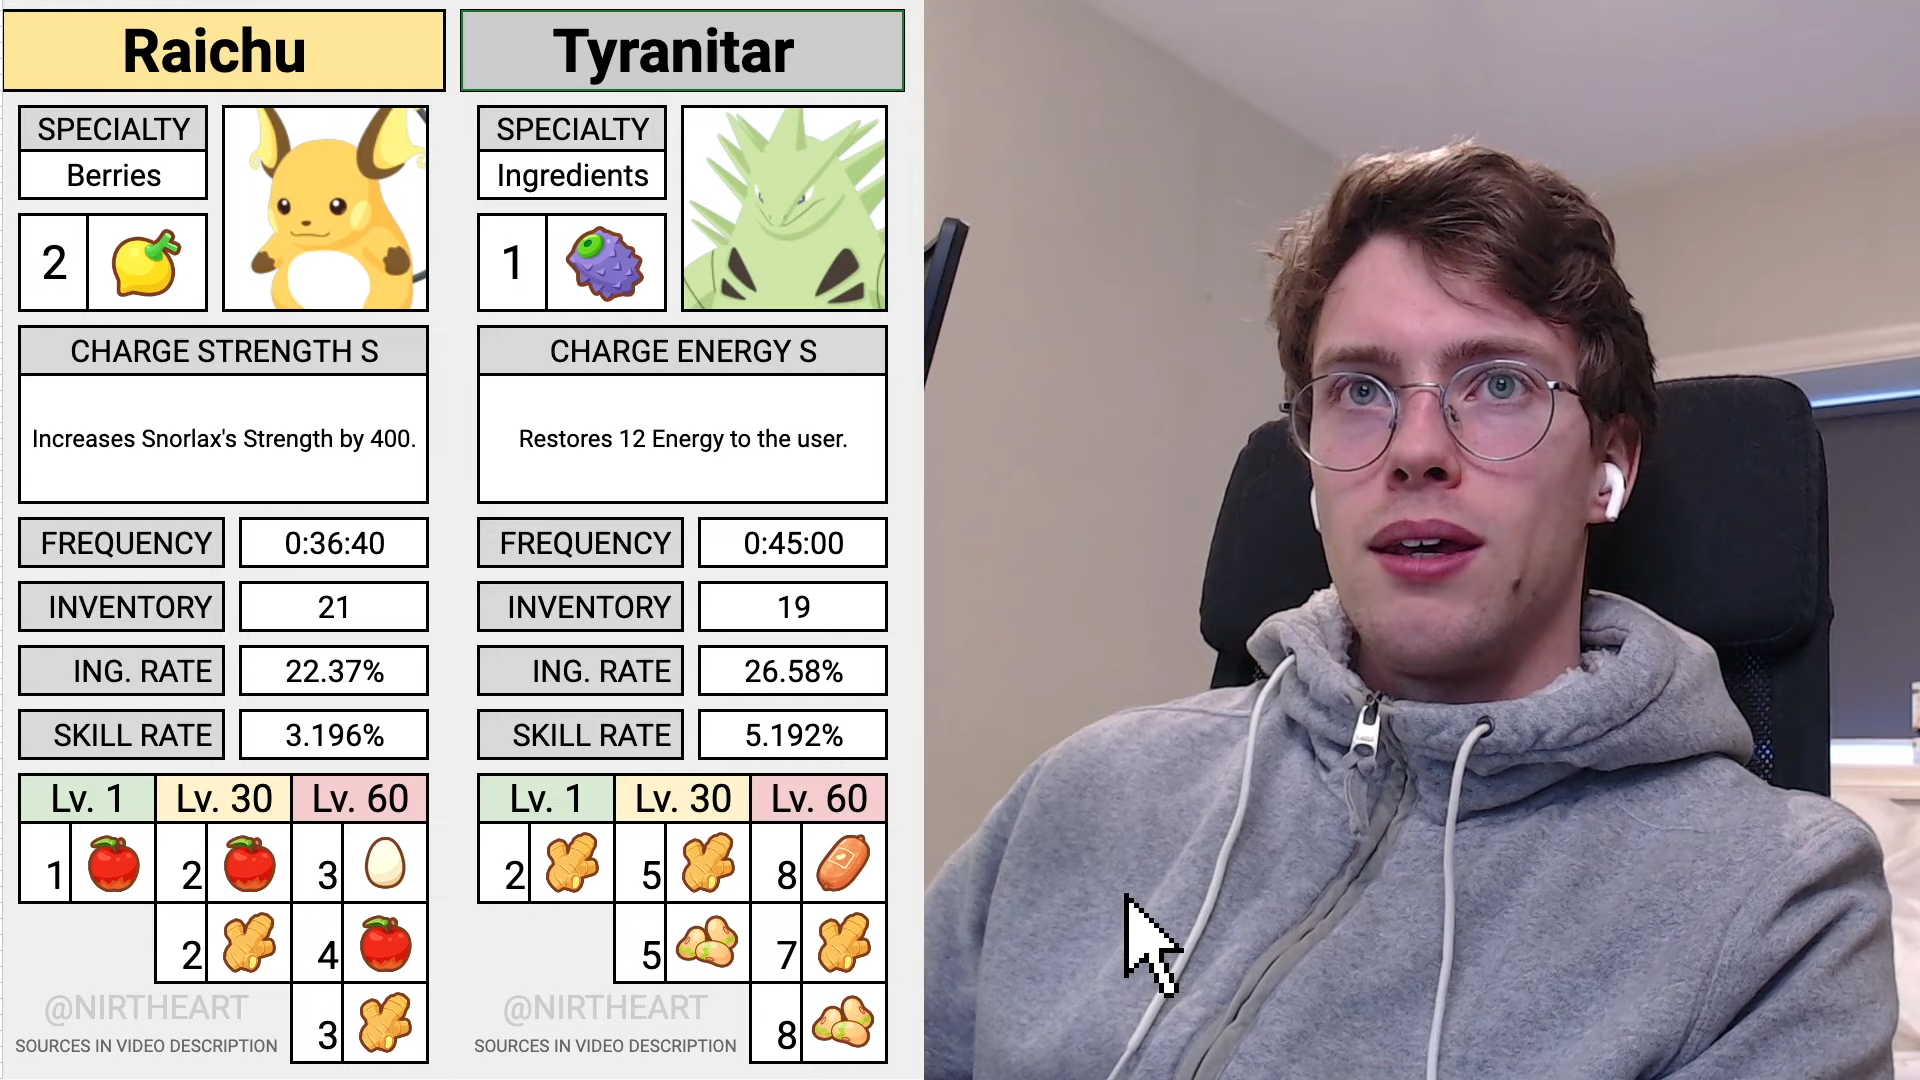 Raichu
SPECIALTY
Berries
2
CHARGE STRENGTH S
Increases Snorlax's Strength by 400.
FREQUENCY 0:36:40
INVENTORY 21
ING. RATE 22.37%
SKILL RATE 3.196%
Lv. 1 Lv. 30 Lv. 60
1 2 3
2 4
3
@NIRTHEART
SOURCES IN VIDEO DESCRIPTION
Tyranitar
SPECIALTY
Ingredients
1
CHARGE ENERGY S
Restores 12 Energy to the user.
FREQUENCY 0:45:00
INVENTORY 19
ING. RATE 26.58%
SKILL RATE 5.192%
Lv. 1 Lv. 30 Lv. 60
2 5 8
5 7
8
@NIRTHEART
SOURCES IN VIDEO DESCRIPTION